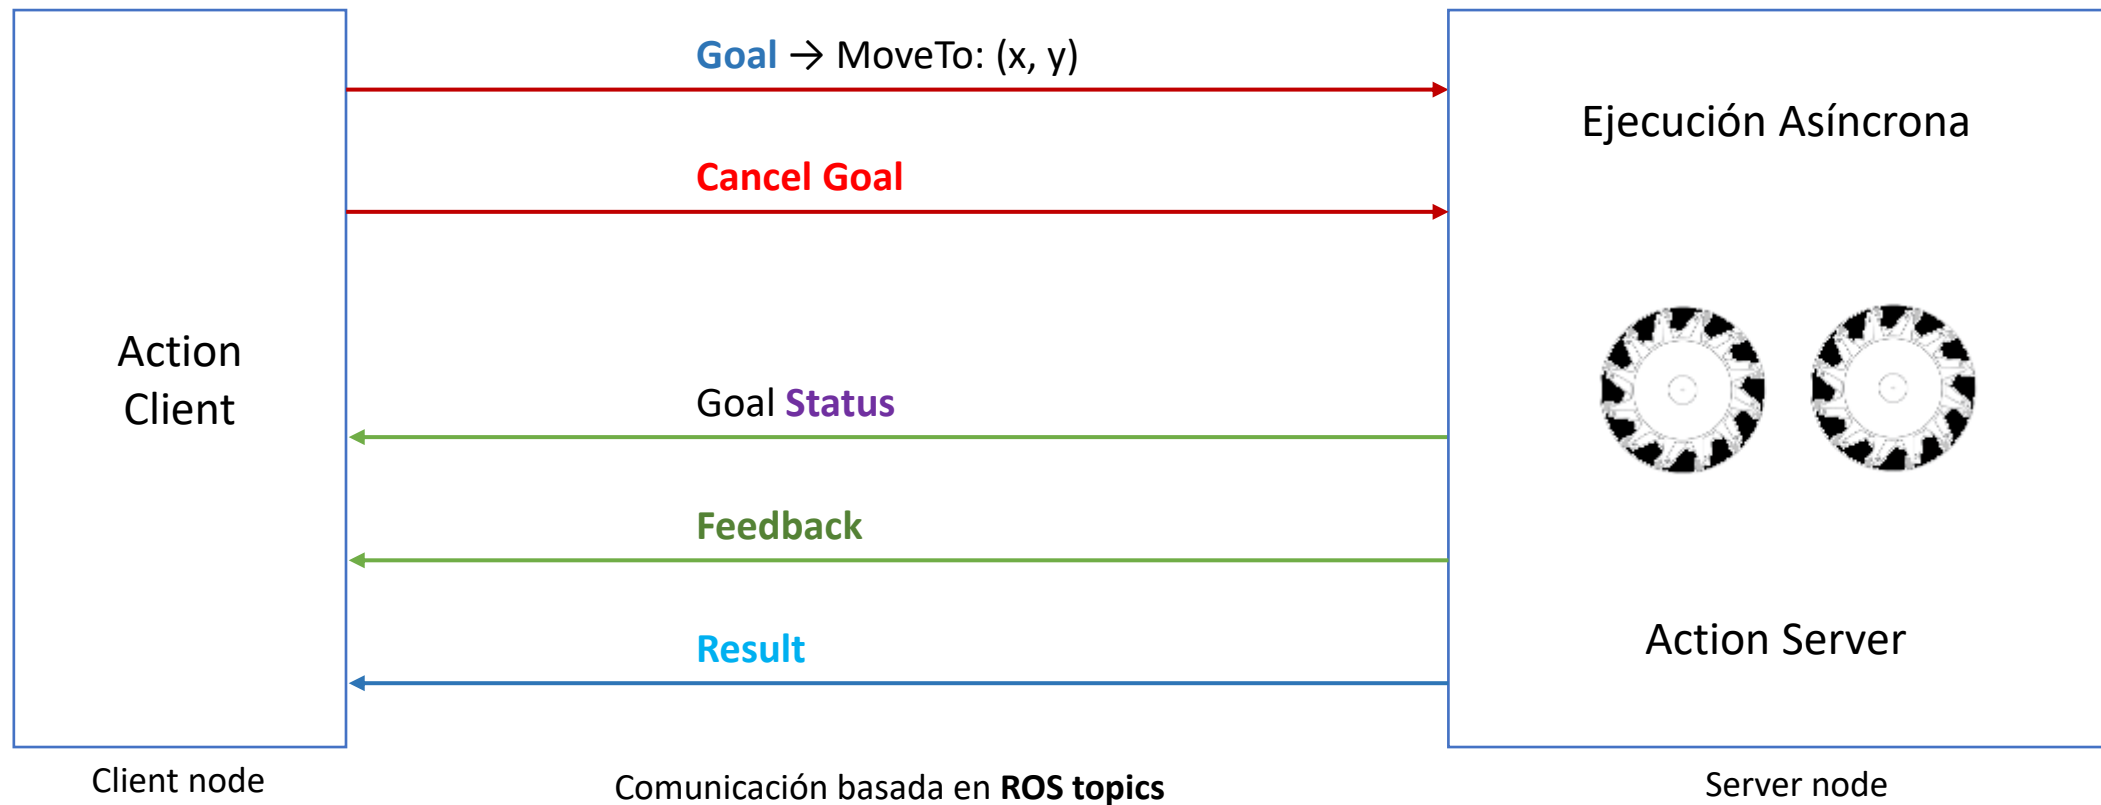 Goal → MoveTo: (x, y)
Cancel Goal
Action
Client
Goal Status
Feedback
Result
Ejecución Asíncrona
Action Server
Client node
Comunicación basada en ROS topics
Server node